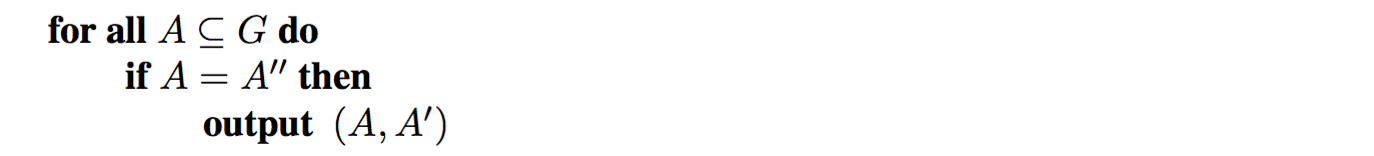 for all A ⊆ G do
if A = A′′ then
output (A, A′)